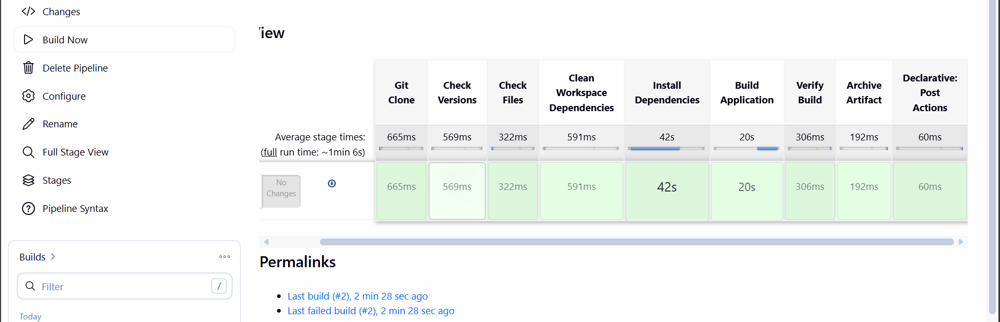 Changes
Build Now
Delete Pipeline
Configure
Rename
Full Stage View
Stages
Pipeline Syntax
Builds
Filter
/
Today
View
Git Clone
Check Versions
Check Files
Clean Workspace Dependencies
Install Dependencies
Build Application
Verify Build
Archive Artifact
Declarative: Post Actions
Average stage times:
(full run time: ~1min 6s)
665ms 569ms 322ms 591ms 42s 20s 306ms 192ms 60ms
No Changes
665ms 569ms 322ms 591ms 42s 20s 306ms 192ms 60ms
Permalinks
Last build (#2), 2 min 28 sec ago
Last failed build (#2), 2 min 28 sec ago